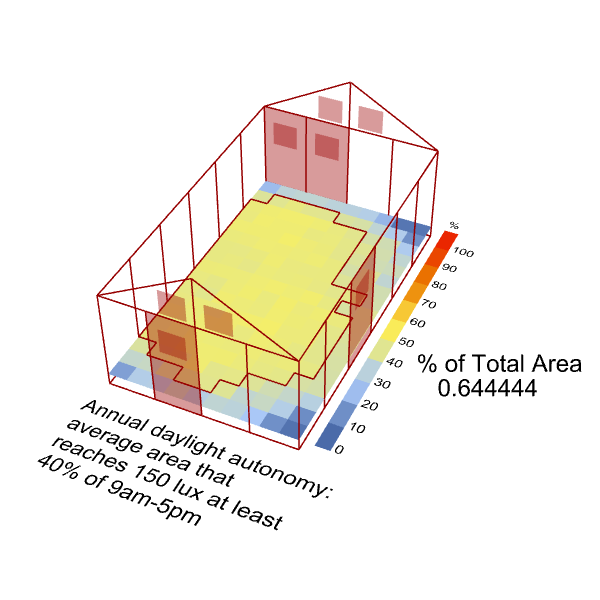 %
100
90
80
70
60
50
40
30
20
10
0
% of Total Area
0.644444
Annual daylight autonomy:
average area that
reaches 150 lux at least
40% of 9am-5pm